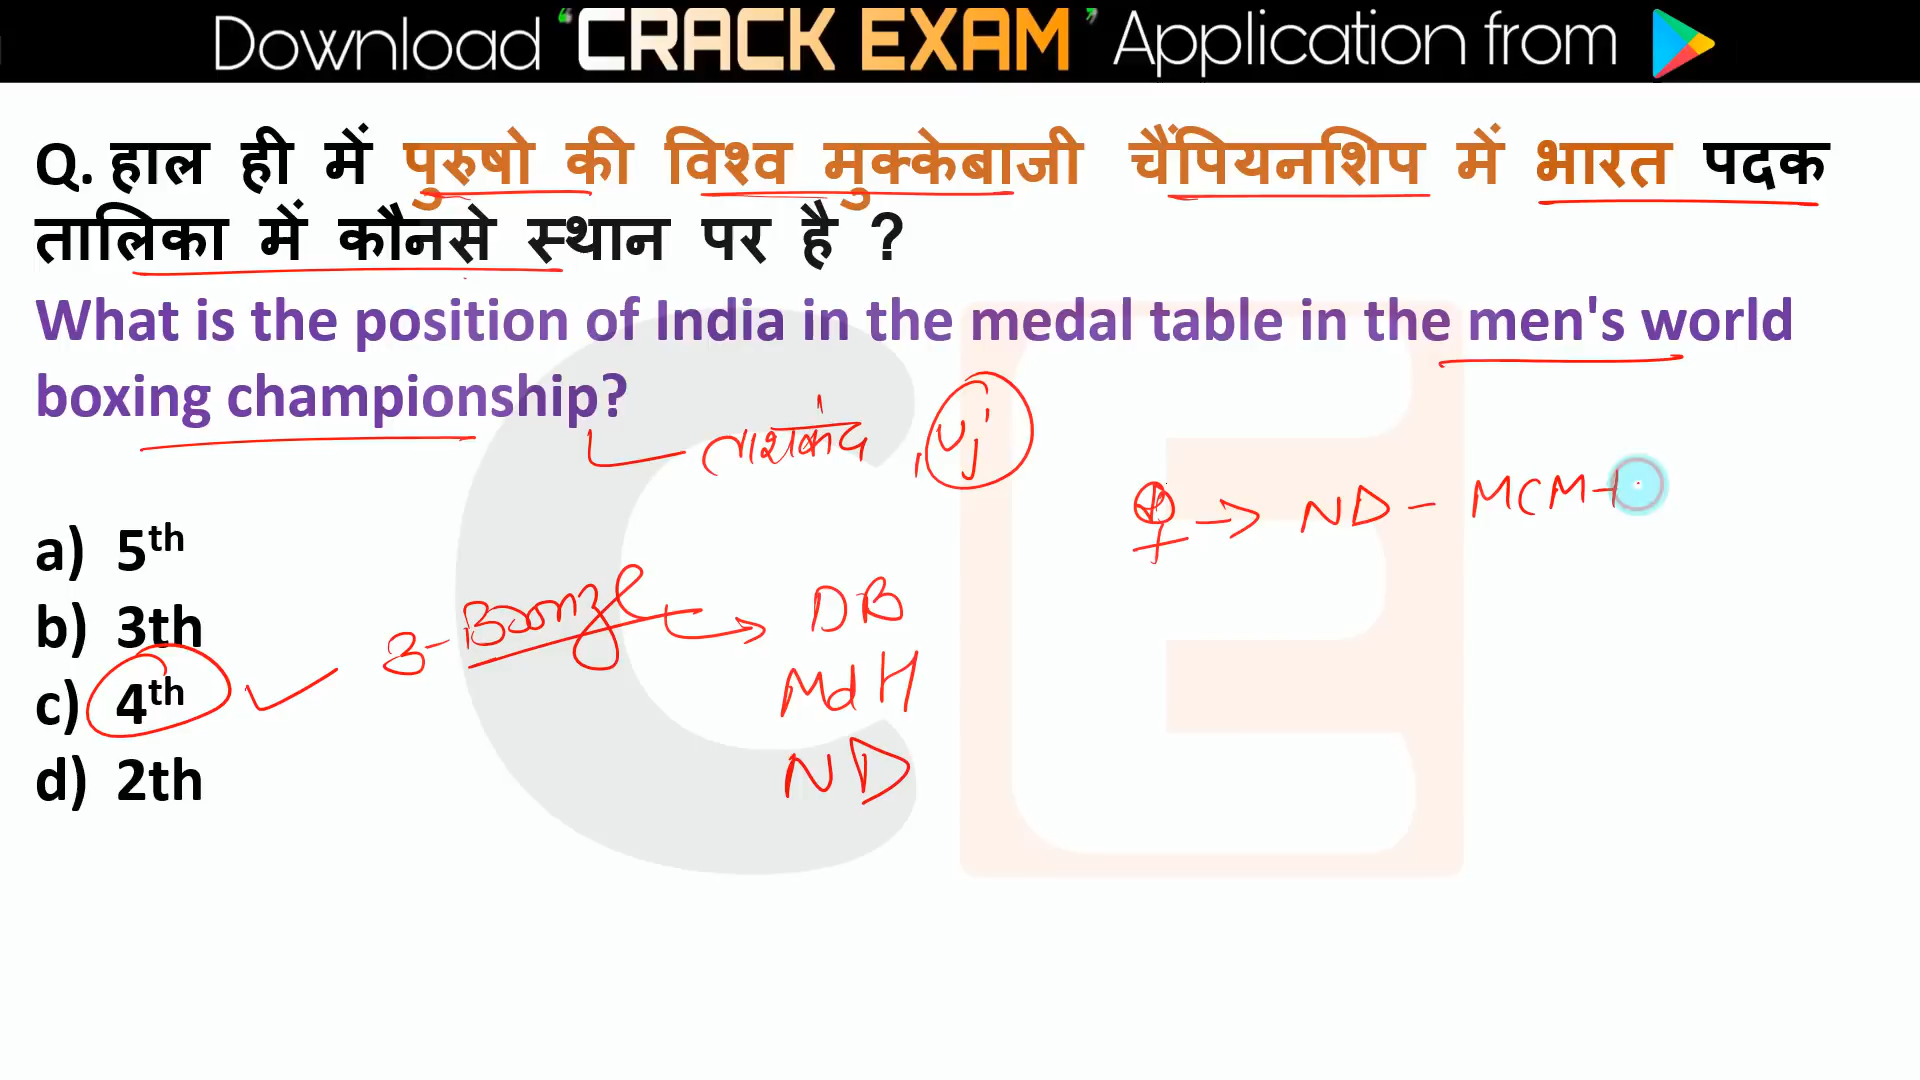 Download ‘CRACK EXAM’ Application from
Q. हाल ही में पुरुषो की विश्व मुक्केबाजी चैंपियनशिप में भारत पदक
तालिका में कौनसे स्थान पर है ?
What is the position of India in the medal table in the men's world
boxing championship?
ताशकंद, Uj
ND - MCM
a) 5th
b) 3th
c) 4th
d) 2th
3- Bronze
DB
MdH
ND